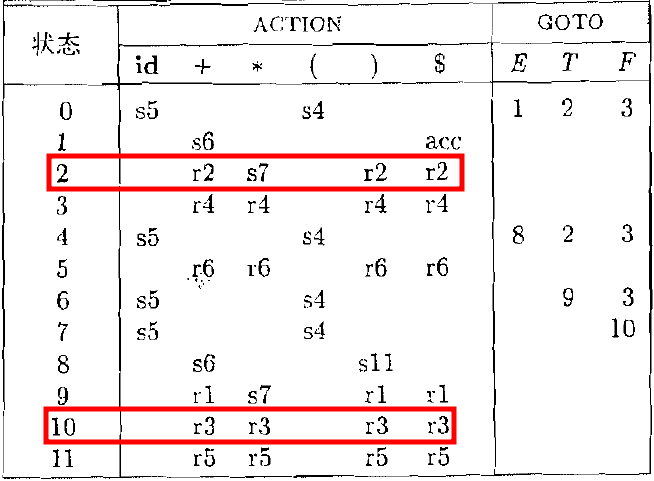 状态 ACTION GOTO
id + * ( ) $ E T F
0 s5 s4 1 2 3
1 s6 acc
2 r2 s7 r2 r2
3 r4 r4 r4 r4
4 s5 s4 8 2 3
5 r6 r6 r6 r6
6 s5 s4 9 3
7 s5 s4 10
8 s6 s11
9 r1 s7 r1 r1
10 r3 r3 r3 r3
11 r5 r5 r5 r5